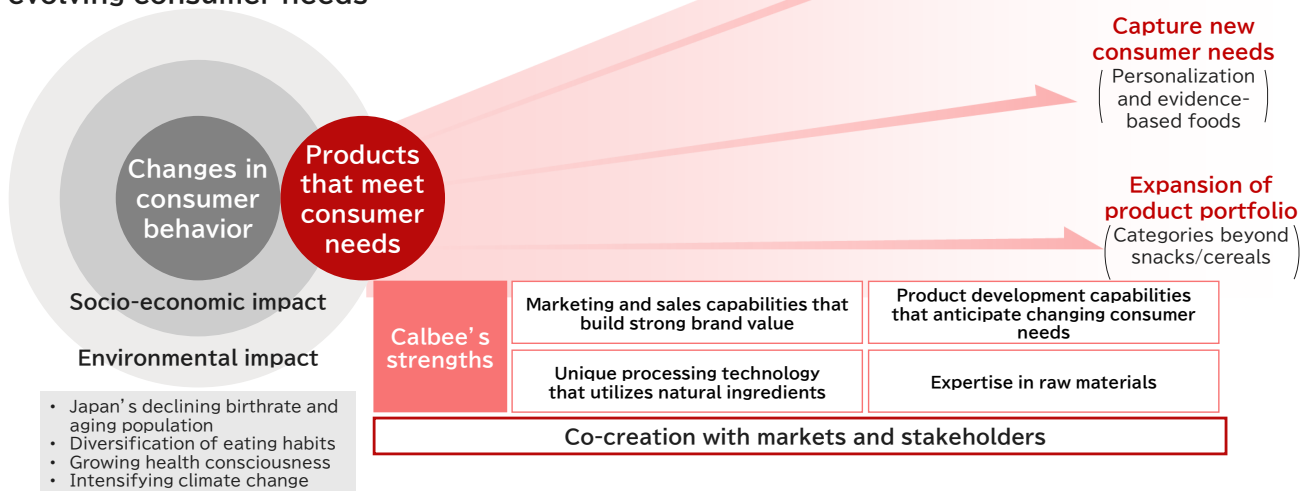 evolving consumer needs
Capture new
consumer needs
(Personalization
and evidence-
based foods)
Changes in
consumer
behavior
Products
that meet
consumer
needs
Expansion of
product portfolio
(Categories beyond
snacks/cereals)
Socio-economic impact
Environmental impact
• Japan's declining birthrate and
aging population
• Diversification of eating habits
• Growing health consciousness
• Intensifying climate change
Calbee's
strengths
Marketing and sales capabilities that
build strong brand value
Product development capabilities
that anticipate changing consumer
needs
Unique processing technology
that utilizes natural ingredients
Expertise in raw materials
Co-creation with markets and stakeholders